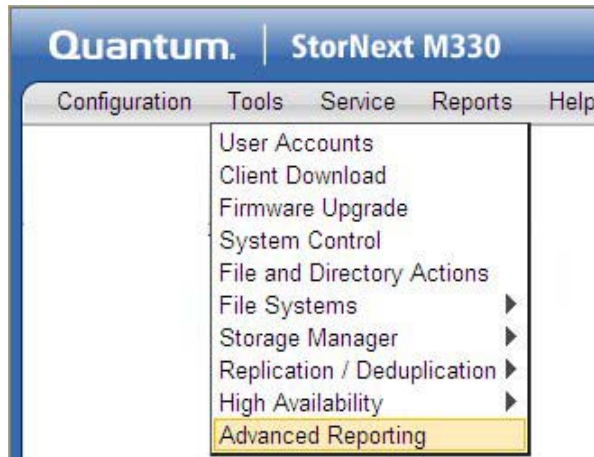 Quantum. | StorNext M330
Configuration Tools Service Reports Help
User Accounts
Client Download
Firmware Upgrade
System Control
File and Directory Actions
File Systems
Storage Manager
Replication / Deduplication
High Availability
Advanced Reporting